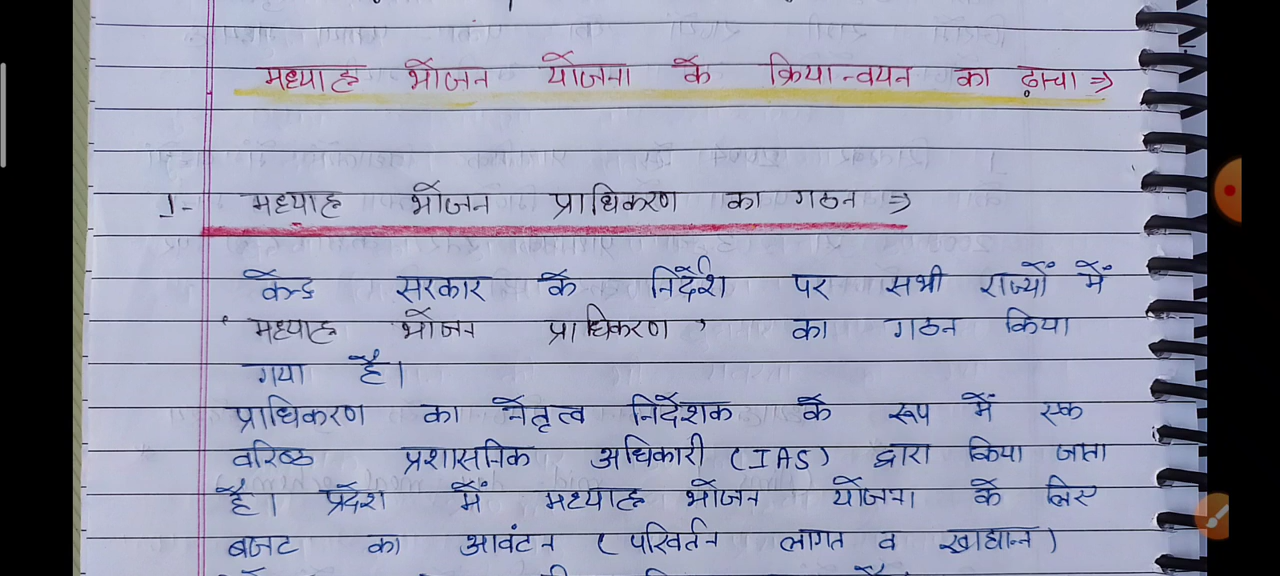 मध्याह्न भोजन योजना के क्रियान्वयन का ढ़ाचा ⇒
1- मध्याह्न भोजन प्राधिकरण का गठन ⇒
केन्द्र सरकार के निर्देश पर सभी राज्यों में
' मध्याह्न भोजन प्राधिकरण ' का गठन किया
गया है।
प्राधिकरण का नेतृत्व निर्देशक के रूप में एक
वरिष्ठ प्रशासनिक अधिकारी (IAS) द्वारा किया जाता
है। प्रदेश में मध्याह्न भोजन योजना के लिए
बजट का आवंटन ( परिवर्तन लागत व खाद्यान्न )